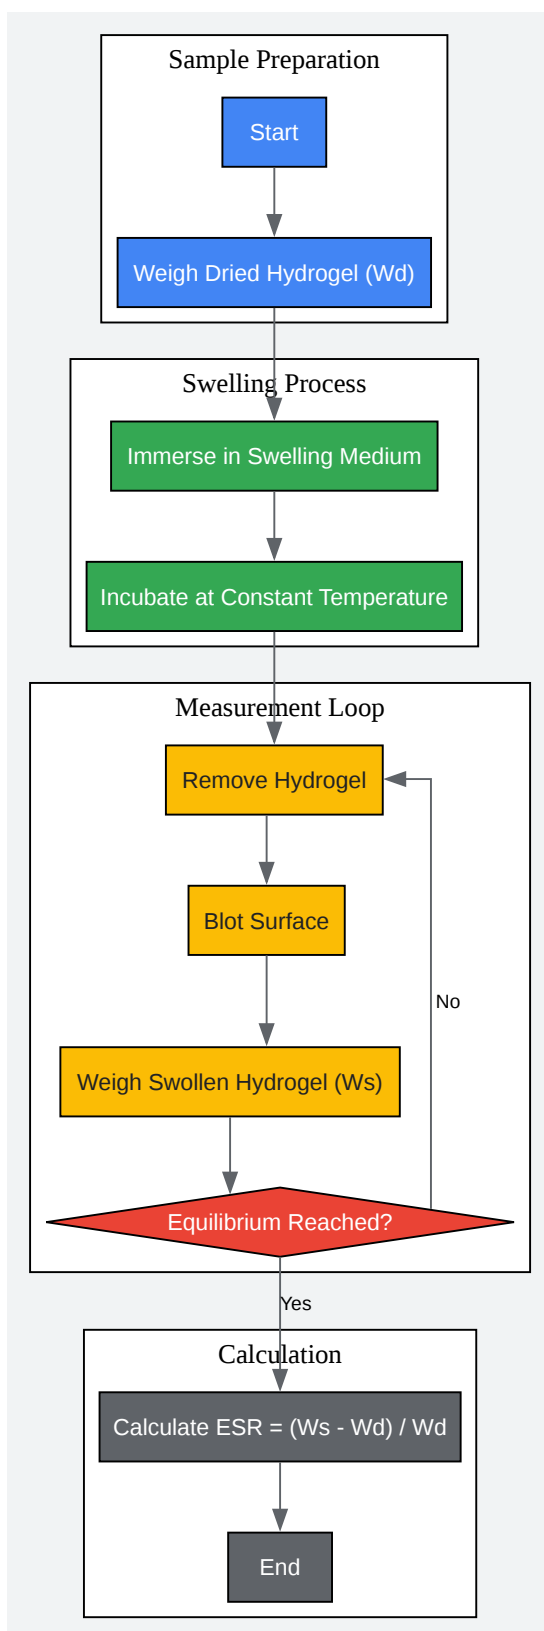 Sample Preparation
Start
Weigh Dried Hydrogel (Wd)
Swelling Process
Immerse in Swelling Medium
Incubate at Constant Temperature
Measurement Loop
Remove Hydrogel
Blot Surface
No
Weigh Swollen Hydrogel (Ws)
Equilibrium Reached?
Yes
Calculation
Calculate ESR = (Ws - Wd) / Wd
End